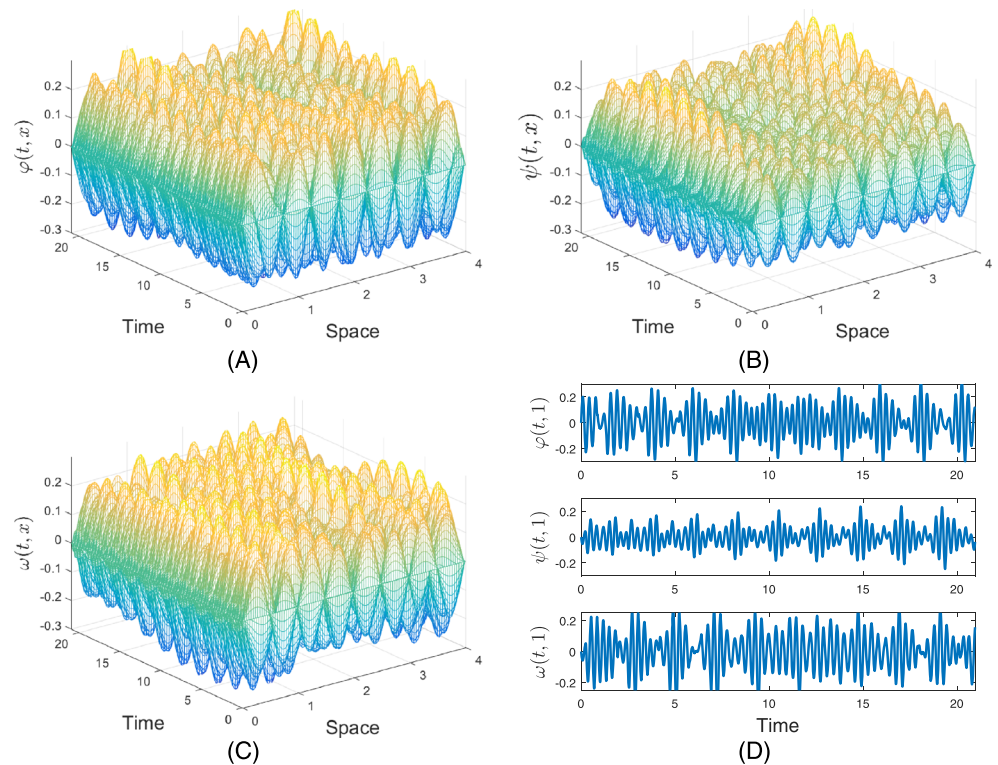 0.2
0.1
0
-0.1
-0.2
-0.3
φ(t, x)
20
15
10
5
0
0
1
2
3
4
Time
Space
(A)
0.2
0.1
0
-0.1
-0.2
-0.3
ψ(t, x)
20
15
10
5
0
0
1
2
3
4
Time
Space
(B)
0.2
0.1
0
-0.1
-0.2
-0.3
ω(t, x)
20
15
10
5
0
0
1
2
3
4
Time
Space
(C)
φ(t, 1)
0.2
0
-0.2
0 5 10 15 20
ψ(t, 1)
0.2
0
-0.2
0 5 10 15 20
ω(t, 1)
0.2
0
-0.2
0 5 10 15 20
Time
(D)